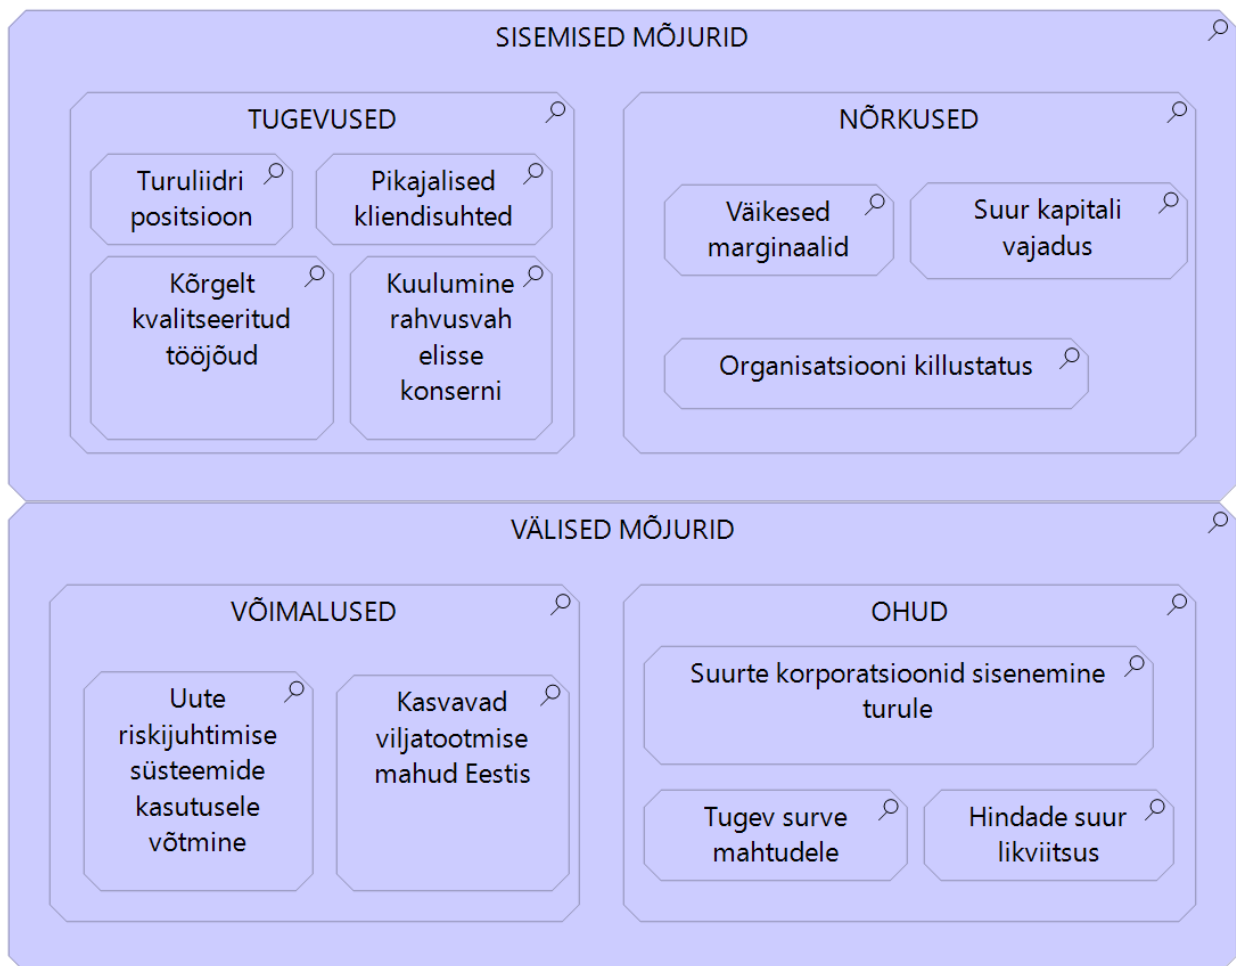 SISEMISED MÕJURID
TUGEVUSED
Turuliidri
positsioon
Pikajalised
kliendisuhted
Kõrgelt
kvalitseeritud
tööjõud
Kuulumine
rahvusvah
elisse
konserni
NÕRKUSED
Väikesed
marginaalid
Suur kapitali
vajadus
Organisatsiooni killustatus
VÄLISED MÕJURID
VÕIMALUSED
Uute
riskijuhtimise
süsteemide
kasutusele
võtmine
Kasvavad
viljatootmise
mahud Eestis
OHUD
Suurte korporatsioonid sisenemine
turule
Tugev surve
mahtudele
Hindade suur
likviitsus